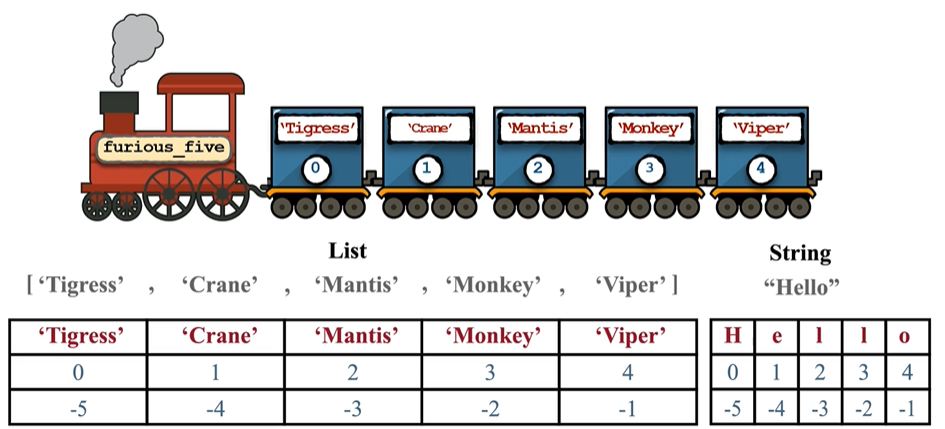 furious_five
‘Tigress’ ‘Crane’ ‘Mantis’ ‘Monkey’ ‘Viper’
0 1 2 3 4
List
[ ‘Tigress’ , ‘Crane’ , ‘Mantis’ , ‘Monkey’ , ‘Viper’ ]
‘Tigress’ ‘Crane’ ‘Mantis’ ‘Monkey’ ‘Viper’
0 1 2 3 4
-5 -4 -3 -2 -1
String
“Hello”
H e l l o
0 1 2 3 4
-5 -4 -3 -2 -1